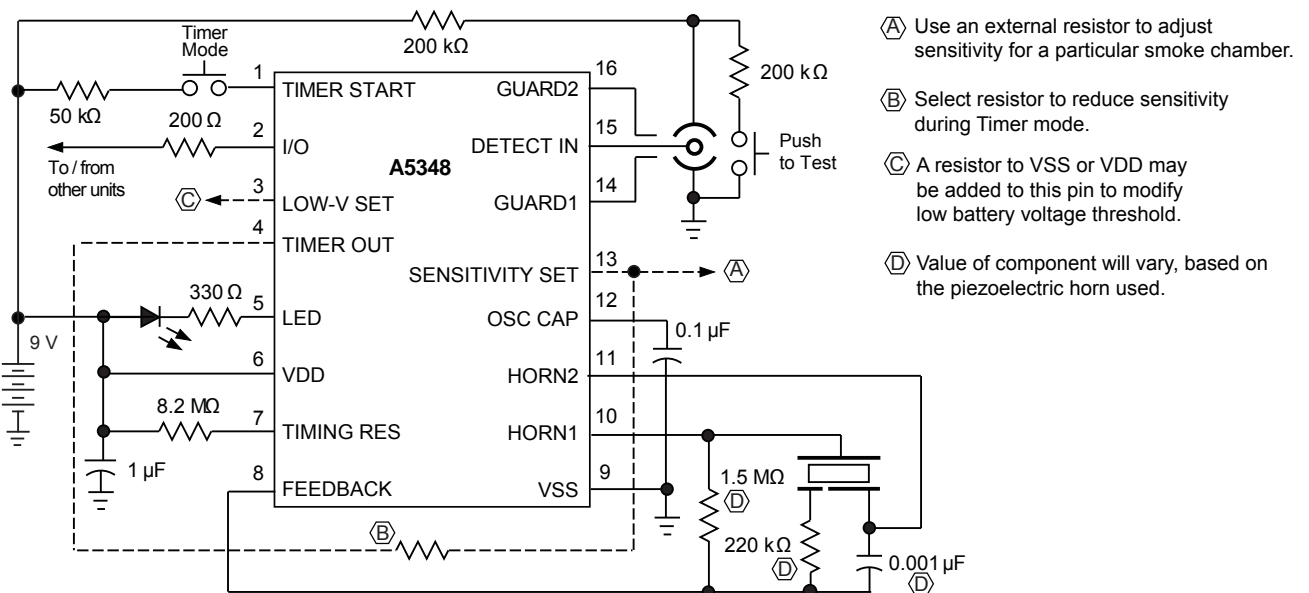 Timer
Mode
200 kΩ
50 kΩ
200 Ω
To / from
other units
C
330 Ω
9 V
8.2 MΩ
1 µF
B
1
2
3
4
5
6
7
8
TIMER START
I/O
LOW-V SET
TIMER OUT
LED
VDD
TIMING RES
FEEDBACK
A5348
GUARD2
DETECT IN
GUARD1
SENSITIVITY SET
OSC CAP
HORN2
HORN1
VSS
16
15
14
13
12
11
10
9
200 kΩ
Push
to Test
A
0.1 µF
1.5 MΩ
D
220 kΩ
D
0.001 µF
D
A Use an external resistor to adjust
sensitivity for a particular smoke chamber.
B Select resistor to reduce sensitivity
during Timer mode.
C A resistor to VSS or VDD may
be added to this pin to modify
low battery voltage threshold.
D Value of component will vary, based on
the piezoelectric horn used.